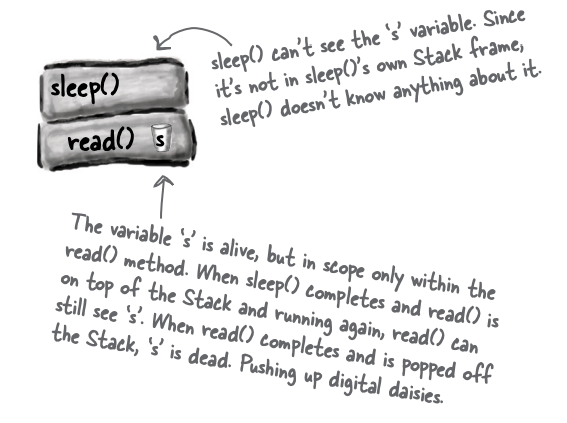 sleep() can't see the 's' variable. Since
it's not in sleep()'s own Stack frame,
sleep() doesn't know anything about it.
sleep()
read() s
The variable 's' is alive, but in scope only within the
read() method. When sleep() completes and read() is
on top of the Stack and running again, read() can
still see 's'. When read() completes and is popped off
the Stack, 's' is dead. Pushing up digital daisies.